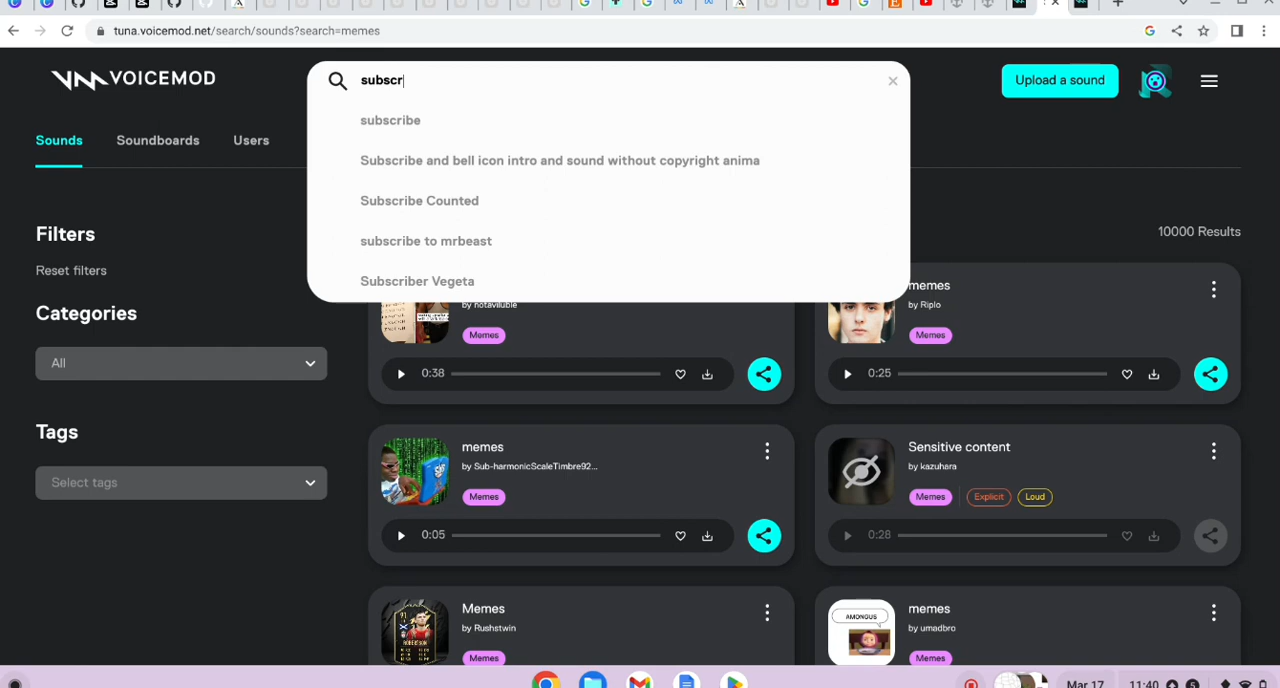 tuna.voicemod.net/search/sounds?search=memes
VOICEMOD
subscr
Upload a sound
subscribe
Subscribe and bell icon intro and sound without copyright anima
Subscribe Counted
subscribe to mrbeast
Subscriber Vegeta
Sounds
Soundboards
Users
Filters
10000 Results
Reset filters
Categories
All
Tags
Select tags
by notaviluble
Memes
0:38
memes
by Riplo
Memes
0:25
memes
by Sub-harmonicScaleTimbre92...
Memes
0:05
Sensitive content
by kazuhara
Memes
Explicit
Loud
0:28
Memes
by Rushstwin
ROBERTSON
Memes
memes
by umadbro
AMONGUS
Memes
Mar 17
11:40